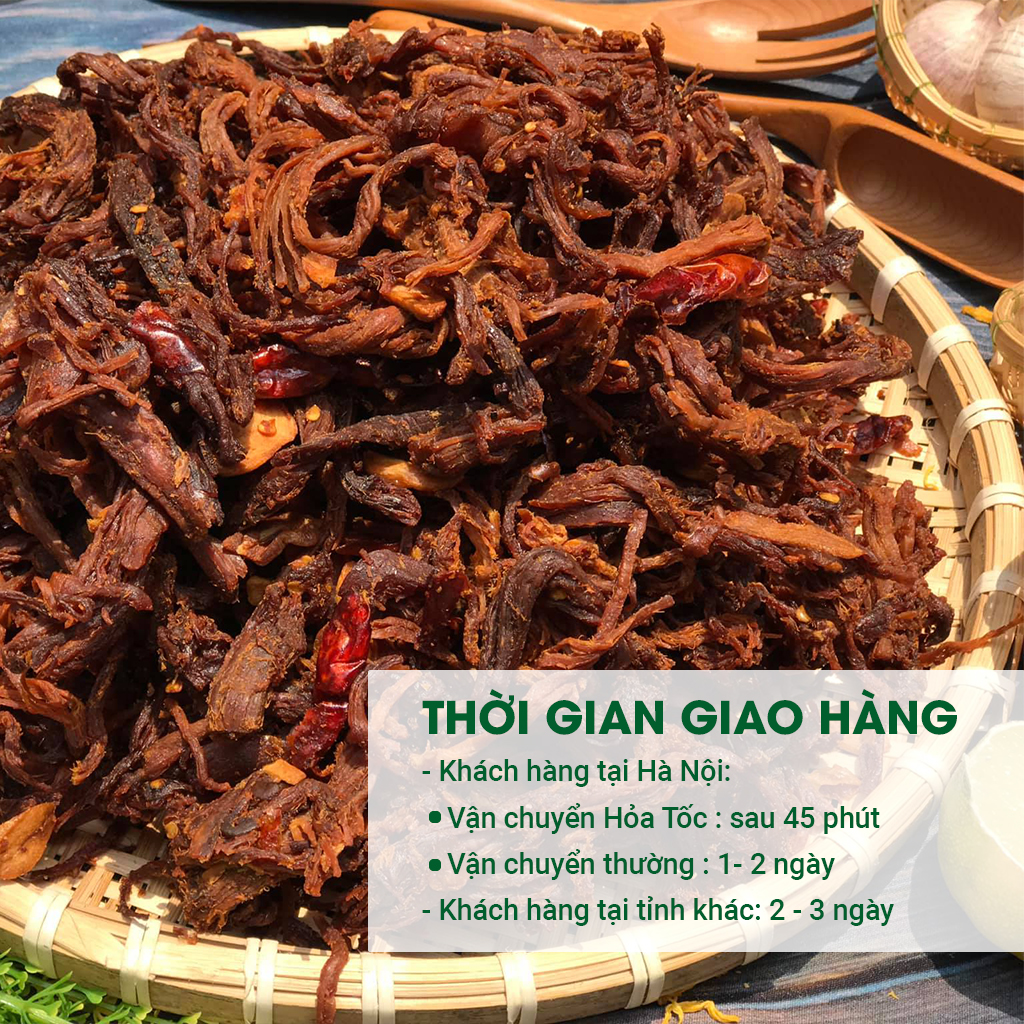 THỜI GIAN GIAO HÀNG
- Khách hàng tại Hà Nội:
• Vận chuyển Hỏa Tốc : sau 45 phút
• Vận chuyển thường : 1- 2 ngày
- Khách hàng tại tỉnh khác: 2 - 3 ngày